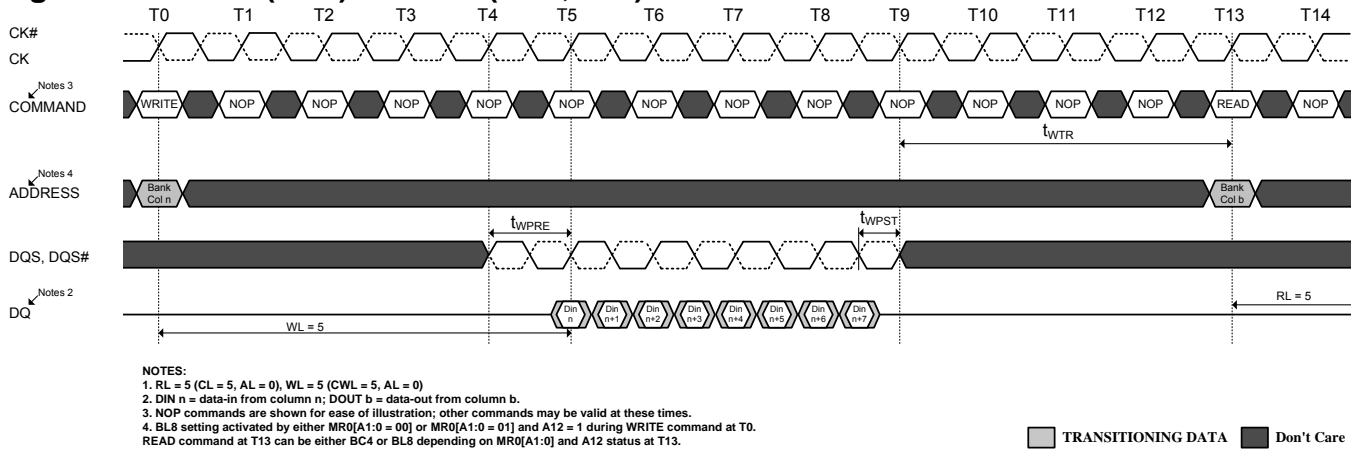 T0 T1 T2 T3 T4 T5 T6 T7 T8 T9 T10 T11 T12 T13 T14
CK#
CK
Notes 3
COMMAND
WRITE NOP NOP NOP NOP NOP NOP NOP NOP NOP NOP NOP NOP READ NOP
tWTR
Notes 4
ADDRESS
Bank Bank
Col n Col b
tWPRE tWPST
DQS, DQS#
Notes 2
DQ
Din Din Din Din Din Din Din Din
n n+1 n+2 n+3 n+4 n+5 n+6 n+7
RL = 5
WL = 5
NOTES:
1. RL = 5 (CL = 5, AL = 0), WL = 5 (CWL = 5, AL = 0)
2. DIN n = data-in from column n; DOUT b = data-out from column b.
3. NOP commands are shown for ease of illustration; other commands may be valid at these times.
4. BL8 setting activated by either MR0[A1:0 = 00] or MR0[A1:0 = 01] and A12 = 1 during WRITE command at T0.
READ command at T13 can be either BC4 or BL8 depending on MR0[A1:0] and A12 status at T13.
TRANSITIONING DATA Don't Care